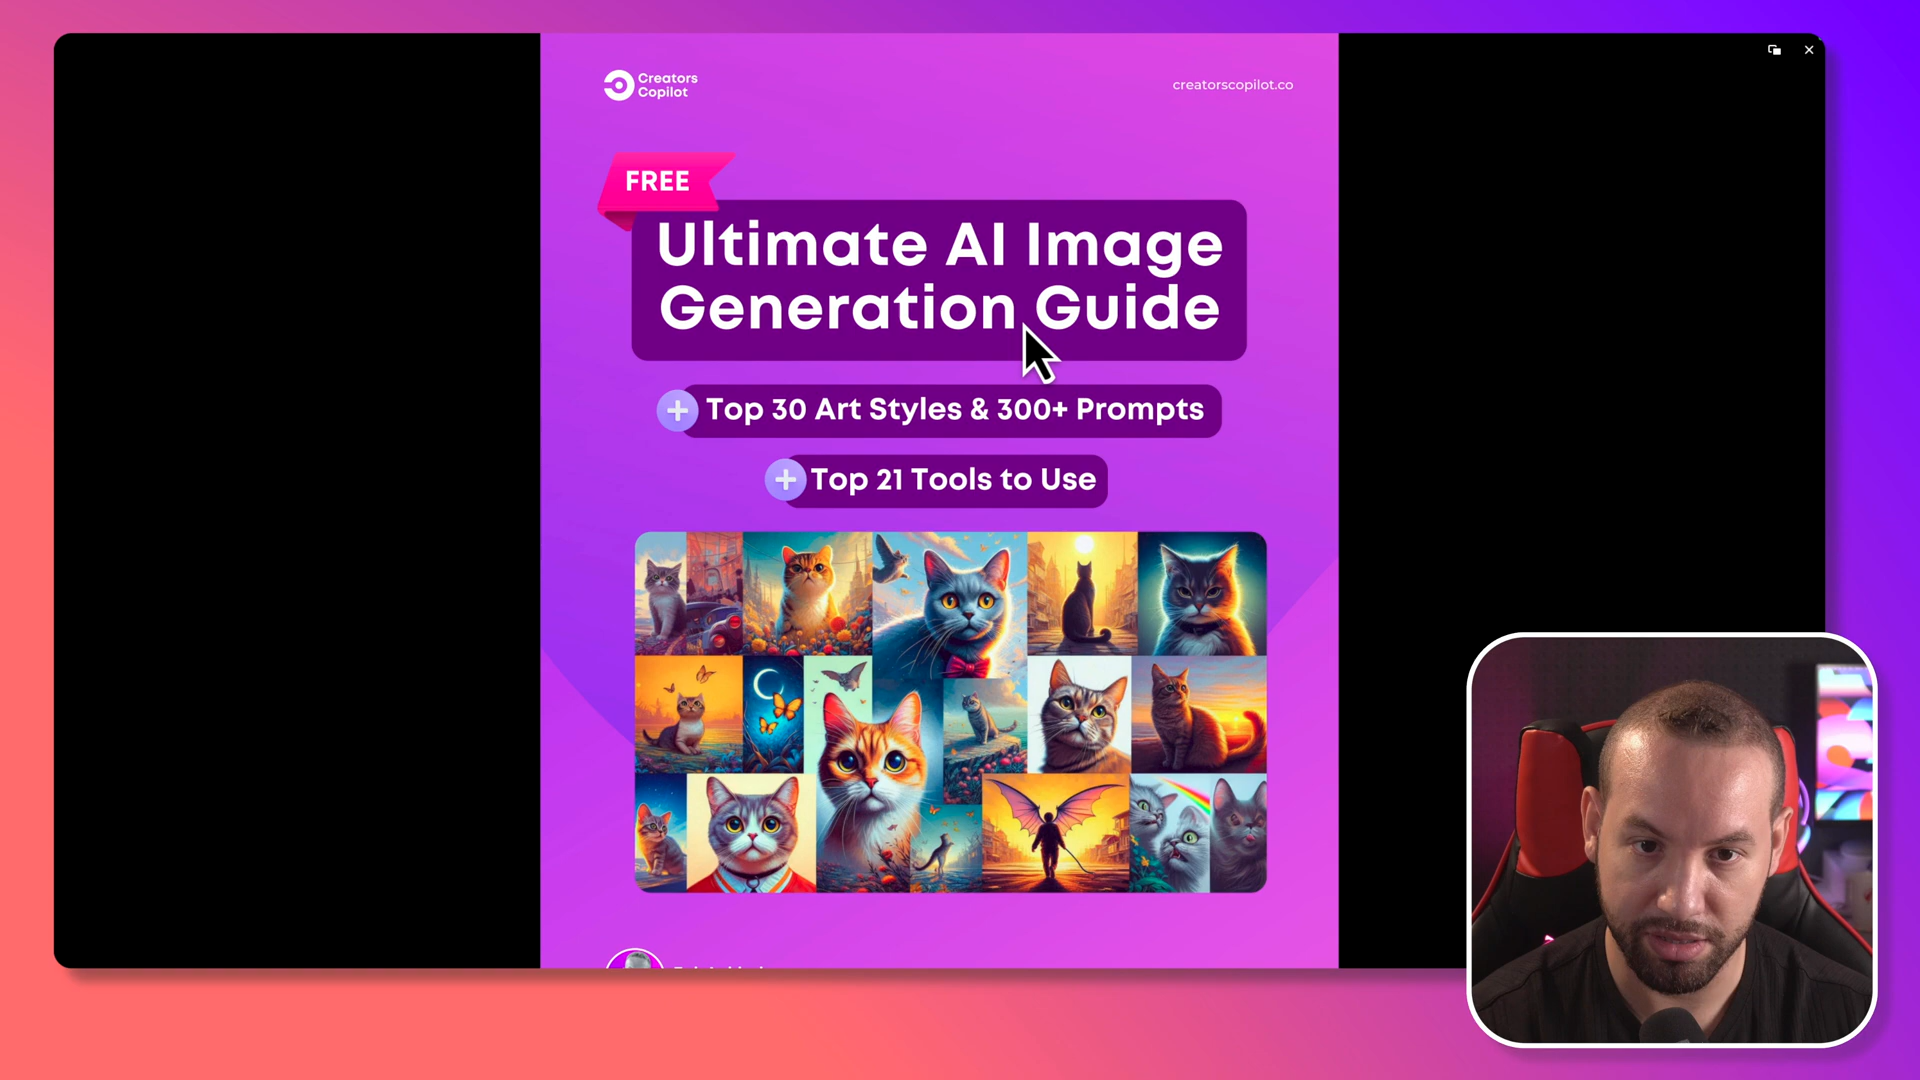 Creators
Copilot
creatorscopilot.co
FREE
Ultimate AI Image
Generation Guide
Top 30 Art Styles & 300+ Prompts
Top 21 Tools to Use